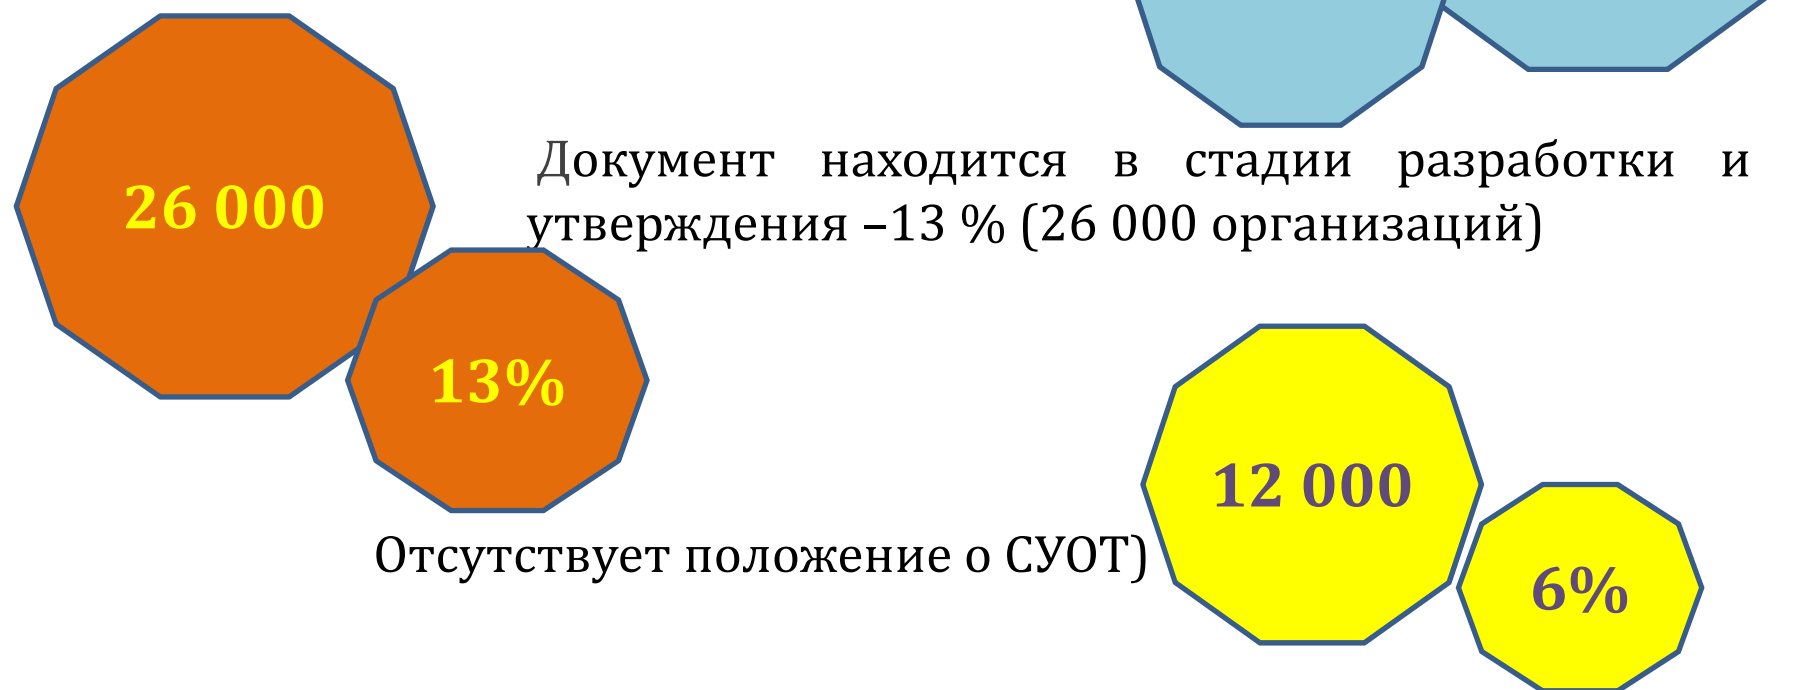 Документ находится в стадии разработки и
утверждения –13 % (26 000 организаций)
26 000
13%
12 000
Отсутствует положение о СУОТ)
6%